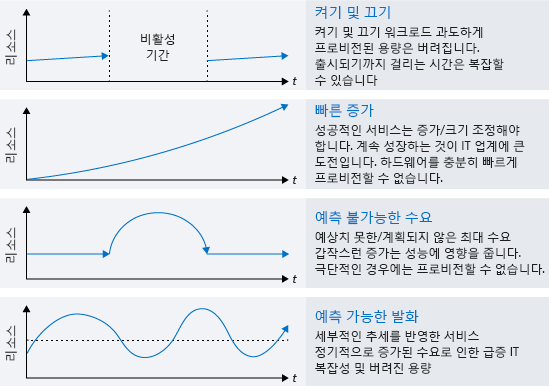 리소스
비활성
기간
t
켜기 및 끄기
켜기 및 끄기 워크로드 과도하게
프로비전된 용량은 버려집니다.
출시되기까지 걸리는 시간은 복잡할
수 있습니다
리소스
t
빠른 증가
성공적인 서비스는 증가/크기 조정해야
합니다. 계속 성장하는 것이 IT 업계에 큰
도전입니다. 하드웨어를 충분히 빠르게
프로비전할 수 없습니다.
리소스
t
예측 불가능한 수요
예상치 못한/계획되지 않은 최대 수요
갑작스런 증가는 성능에 영향을 줍니다.
극단적인 경우에는 프로비전할 수 없습니다.
리소스
t
예측 가능한 발화
세부적인 추세를 반영한 서비스
정기적으로 증가된 수요로 인한 급증 IT
복잡성 및 버려진 용량